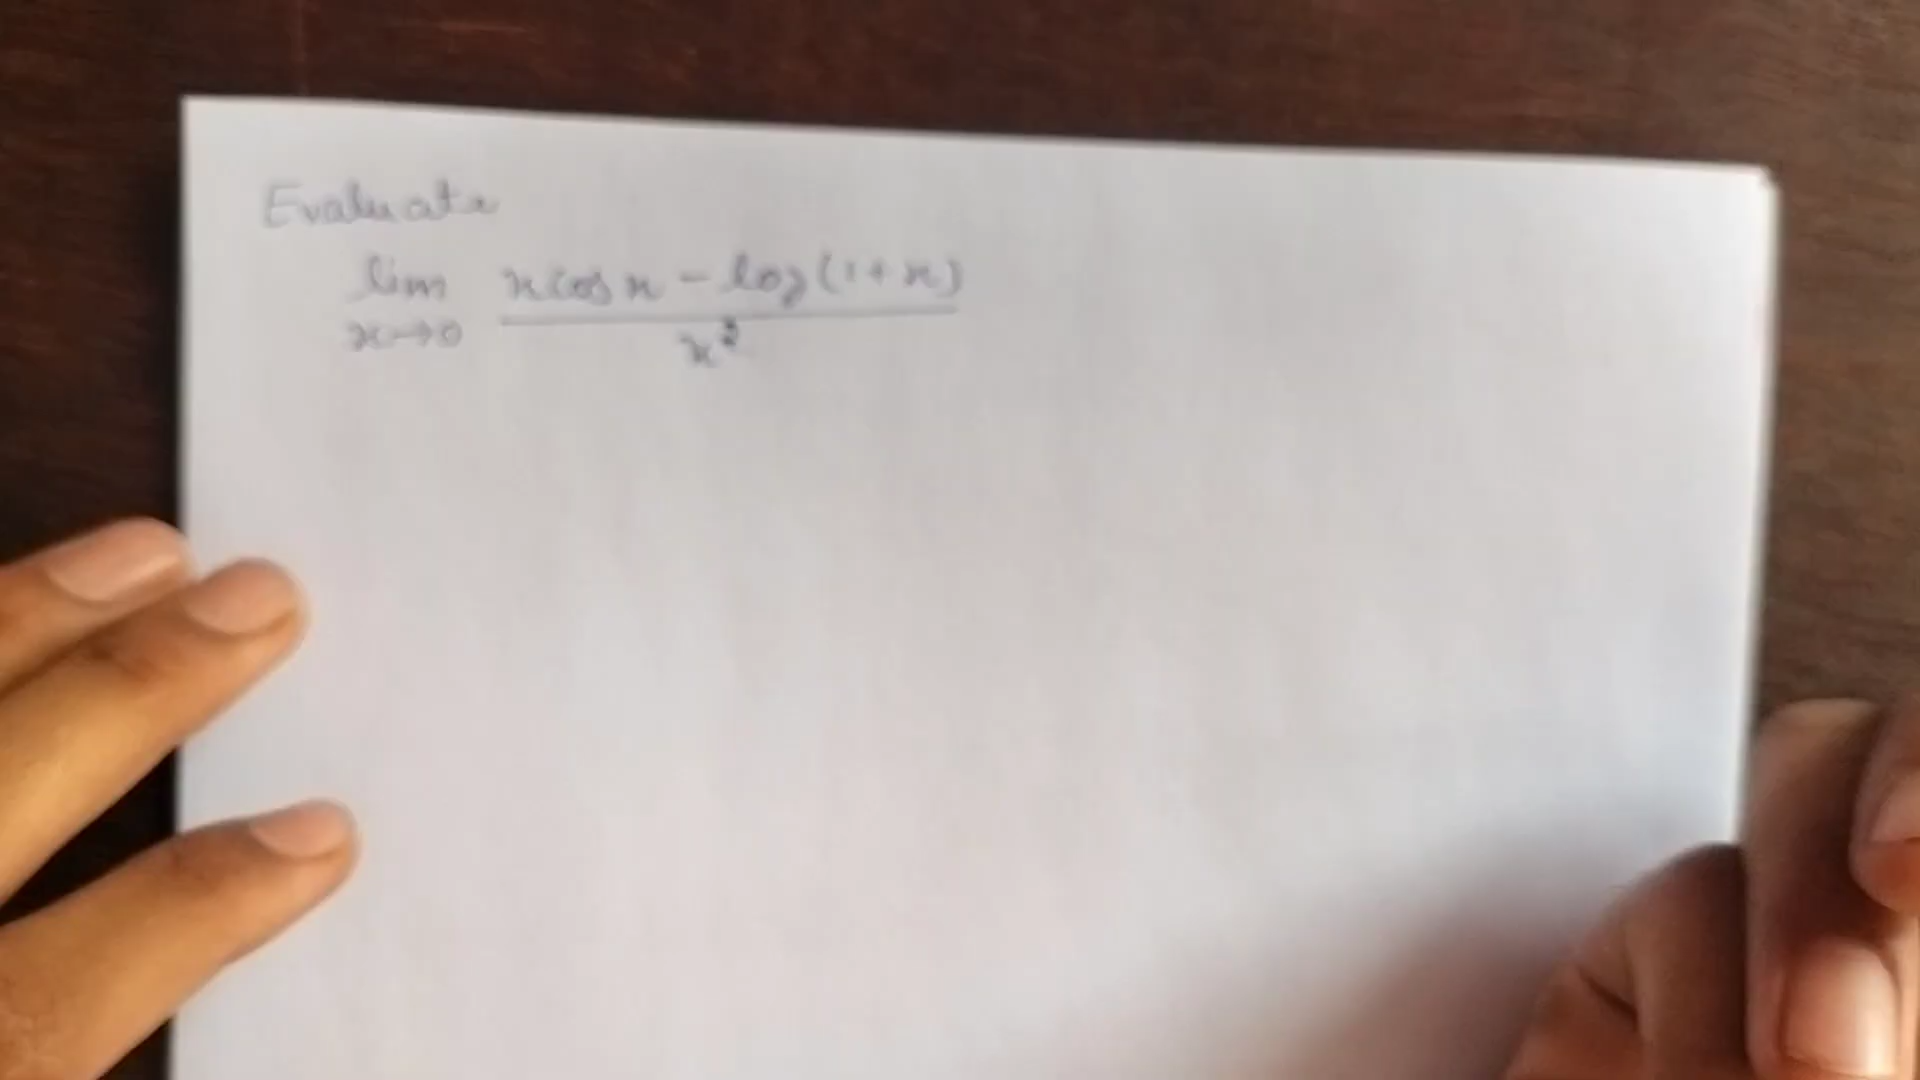 Evaluate
lim x cos x - log(1+x)
x→0 x²